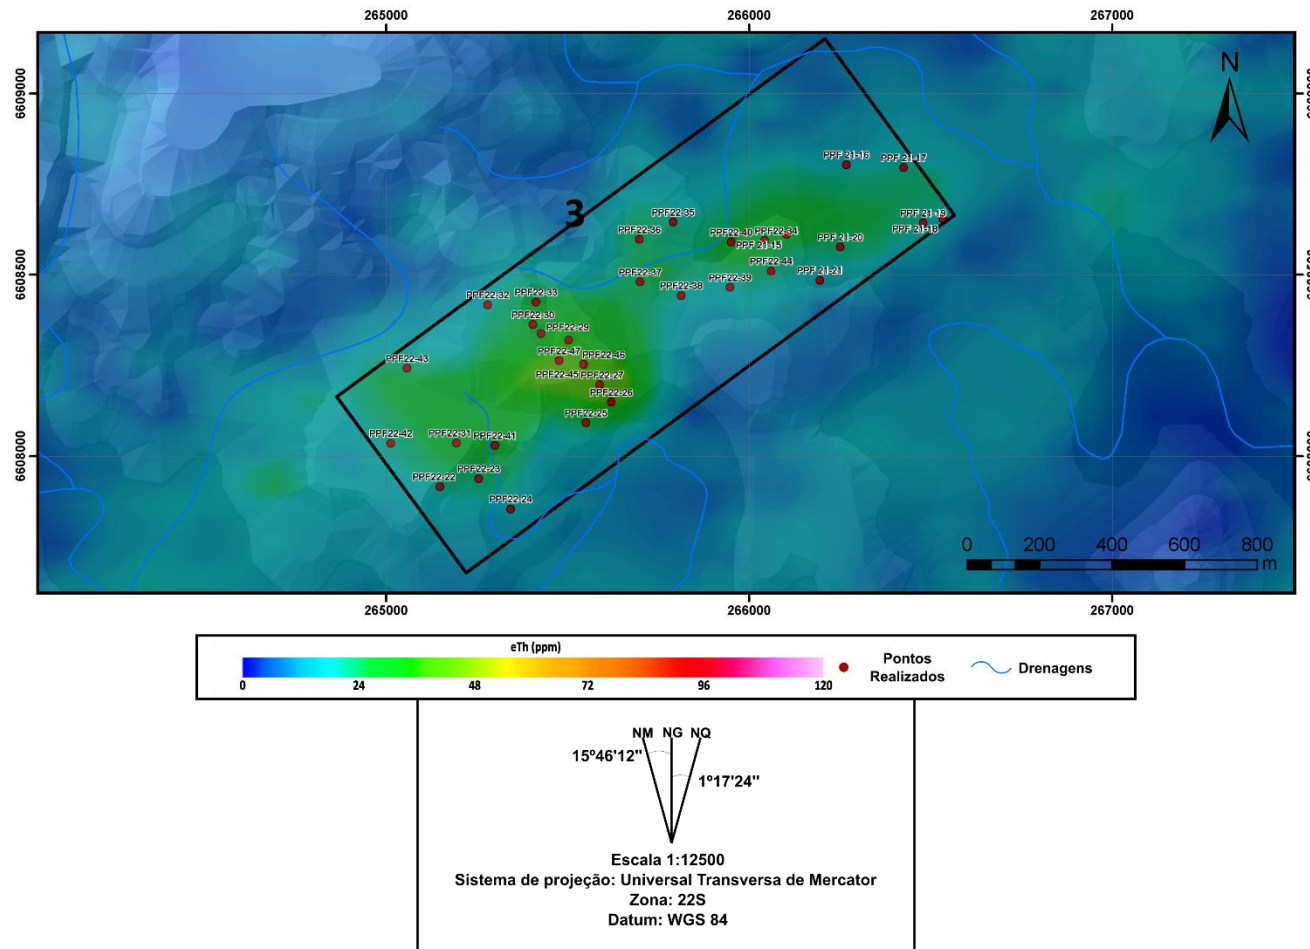 265000
266000
267000
N
6609000
6609000
PPF 21-16
PPF 21-17
3
PPF22-35
PPF22-36
PPF22-40
PPF22-34
PPF 21-15
PPF 21-19
PPF 21-18
PPF 21-20
6608500
6608500
PPF22-37
PPF22-38
PPF22-39
PPF22-44
PPF 21-21
PPF22-32
PPF22-33
PPF22-30
PPF22-29
PPF22-47
PPF22-46
PPF22-43
PPF22-45
PPF22-27
PPF22-26
PPF22-25
PPF22-42
PPF22-31
PPF22-41
6608000
6608000
PPF22-23
PPF22-22
PPF22-24
0 200 400 600 800
m
265000
266000
267000
eTh (ppm)
0 24 48 72 96 120
Pontos
Realizados
Drenagens
NM NG NQ
15º46'12"
1º17'24"
Escala 1:12500
Sistema de projeção: Universal Transversa de Mercator
Zona: 22S
Datum: WGS 84